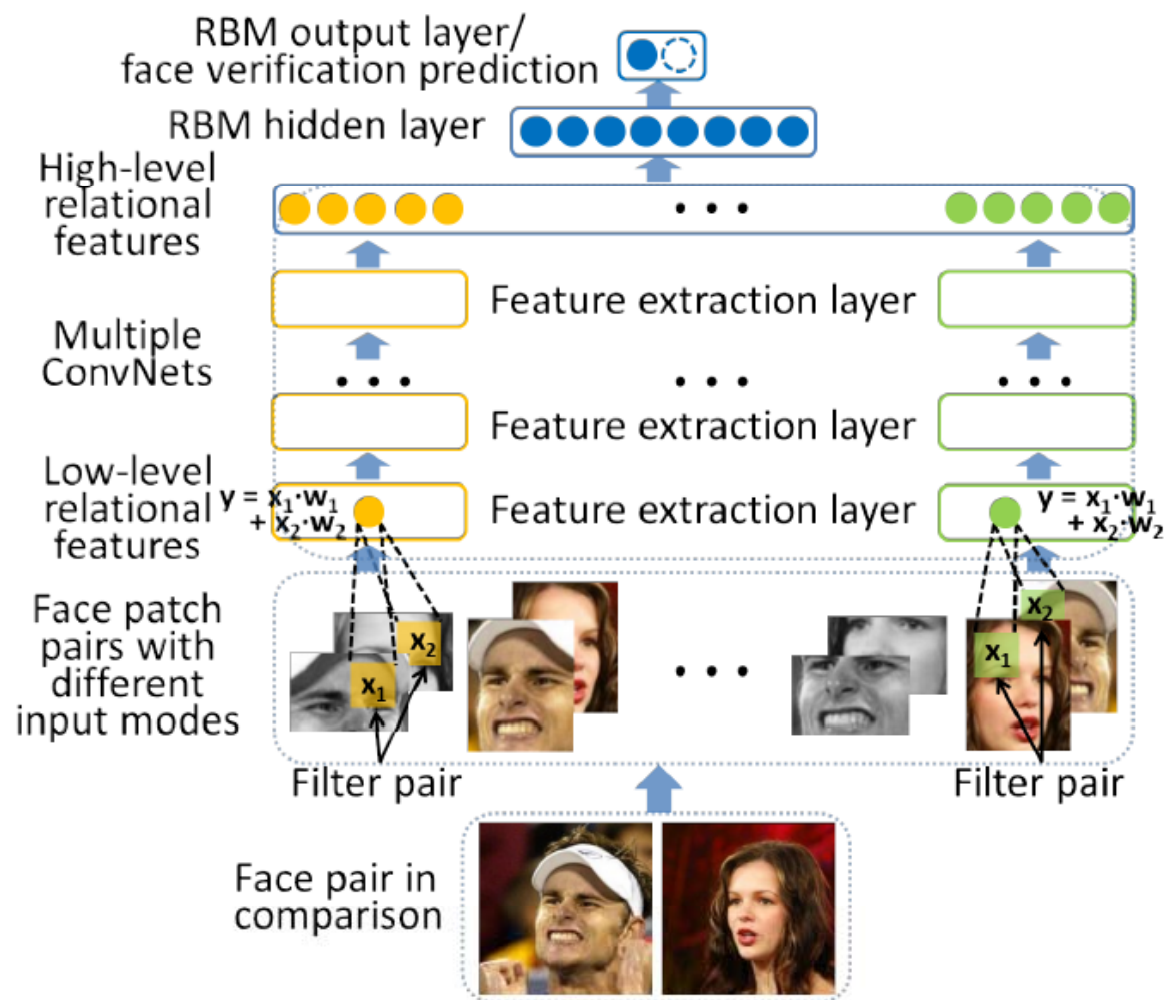 RBM output layer/
face verification prediction
RBM hidden layer
High-level
relational
features
• • •
Feature extraction layer
Multiple
ConvNets
• • •
• • •
• • •
Feature extraction layer
Low-level
relational
features
y = x₁·w₁
+ x₂·w₂
Feature extraction layer
y = x₁·w₁
+ x₂·w₂
Face patch
pairs with
different
input modes
x₂
x₁
• • •
x₂
x₁
Filter pair
Filter pair
Face pair in
comparison